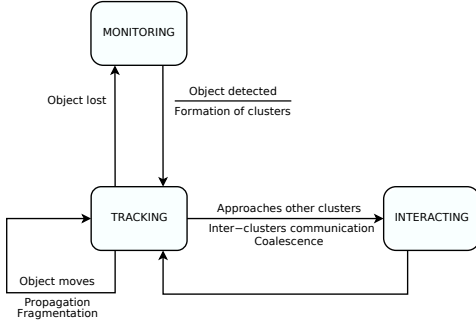 MONITORING
Object lost
Object detected
Formation of clusters
TRACKING
Approaches other clusters
Inter−clusters communication
Coalescence
INTERACTING
Object moves
Propagation
Fragmentation